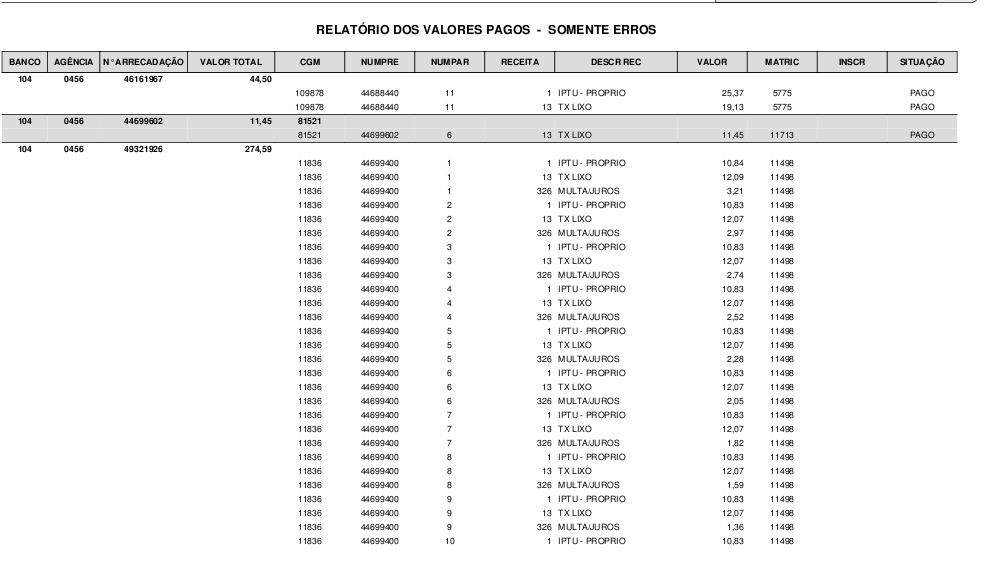 RELATÓRIO DOS VALORES PAGOS - SOMENTE ERROS
BANCO AGÊNCIA N° ARRECADAÇÃO VALOR TOTAL CGM NUMPRE NUMPAR RECEITA DESCR REC VALOR MATRIC INSCR SITUAÇÃO
104 0456 46161967 44,50
109878 44688440 11 1 IPTU - PROPRIO 25,37 5775 PAGO
109878 44688440 11 13 TX LIXO 19,13 5775 PAGO
104 0456 44699602 11,45 81521
81521 44699602 6 13 TX LIXO 11,45 11713 PAGO
104 0456 49321926 274,59
11836 44699400 1 1 IPTU - PROPRIO 10,84 11498
11836 44699400 1 13 TX LIXO 12,09 11498
11836 44699400 1 326 MULTA/JUROS 3,21 11498
11836 44699400 2 1 IPTU - PROPRIO 10,83 11498
11836 44699400 2 13 TX LIXO 12,07 11498
11836 44699400 2 326 MULTA/JUROS 2,97 11498
11836 44699400 3 1 IPTU - PROPRIO 10,83 11498
11836 44699400 3 13 TX LIXO 12,07 11498
11836 44699400 3 326 MULTA/JUROS 2,74 11498
11836 44699400 4 1 IPTU - PROPRIO 10,83 11498
11836 44699400 4 13 TX LIXO 12,07 11498
11836 44699400 4 326 MULTA/JUROS 2,52 11498
11836 44699400 5 1 IPTU - PROPRIO 10,83 11498
11836 44699400 5 13 TX LIXO 12,07 11498
11836 44699400 5 326 MULTA/JUROS 2,28 11498
11836 44699400 6 1 IPTU - PROPRIO 10,83 11498
11836 44699400 6 13 TX LIXO 12,07 11498
11836 44699400 6 326 MULTA/JUROS 2,05 11498
11836 44699400 7 1 IPTU - PROPRIO 10,83 11498
11836 44699400 7 13 TX LIXO 12,07 11498
11836 44699400 7 326 MULTA/JUROS 1,82 11498
11836 44699400 8 1 IPTU - PROPRIO 10,83 11498
11836 44699400 8 13 TX LIXO 12,07 11498
11836 44699400 8 326 MULTA/JUROS 1,59 11498
11836 44699400 9 1 IPTU - PROPRIO 10,83 11498
11836 44699400 9 13 TX LIXO 12,07 11498
11836 44699400 9 326 MULTA/JUROS 1,36 11498
11836 44699400 10 1 IPTU - PROPRIO 10,83 11498